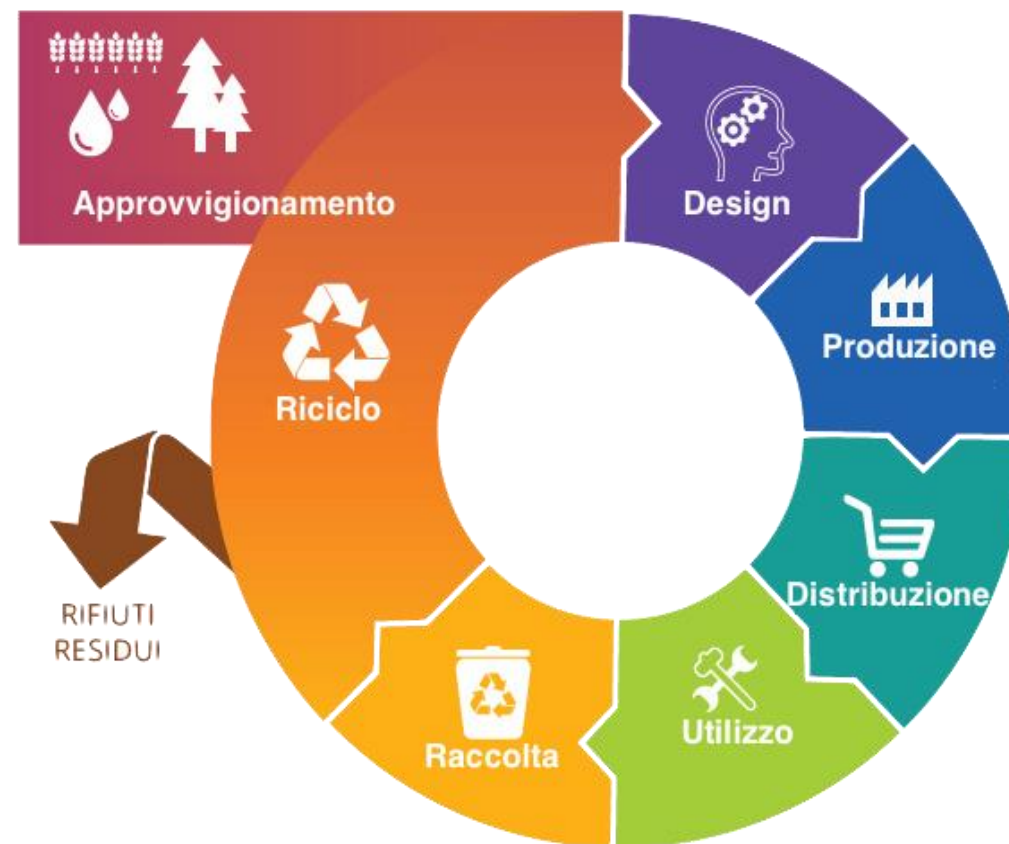 Approvvigionamento
Design
Produzione
Distribuzione
Utilizzo
Raccolta
Riciclo
RIFIUTI
RESIDUI